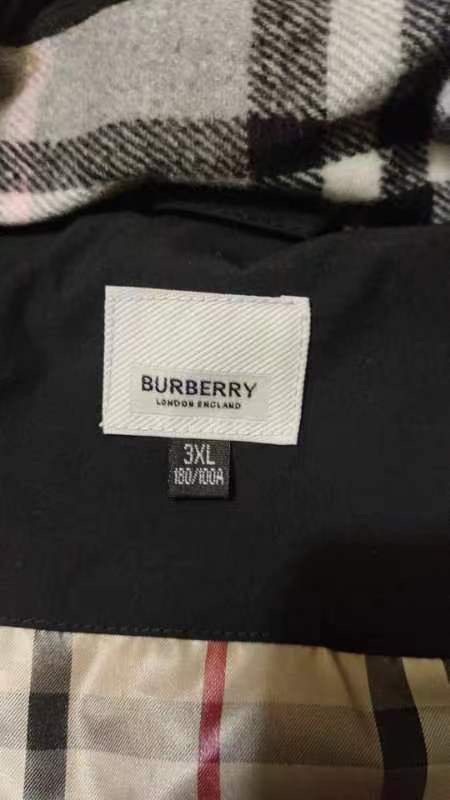 BURBERRY
LONDON ENGLAND
3XL
180/100A